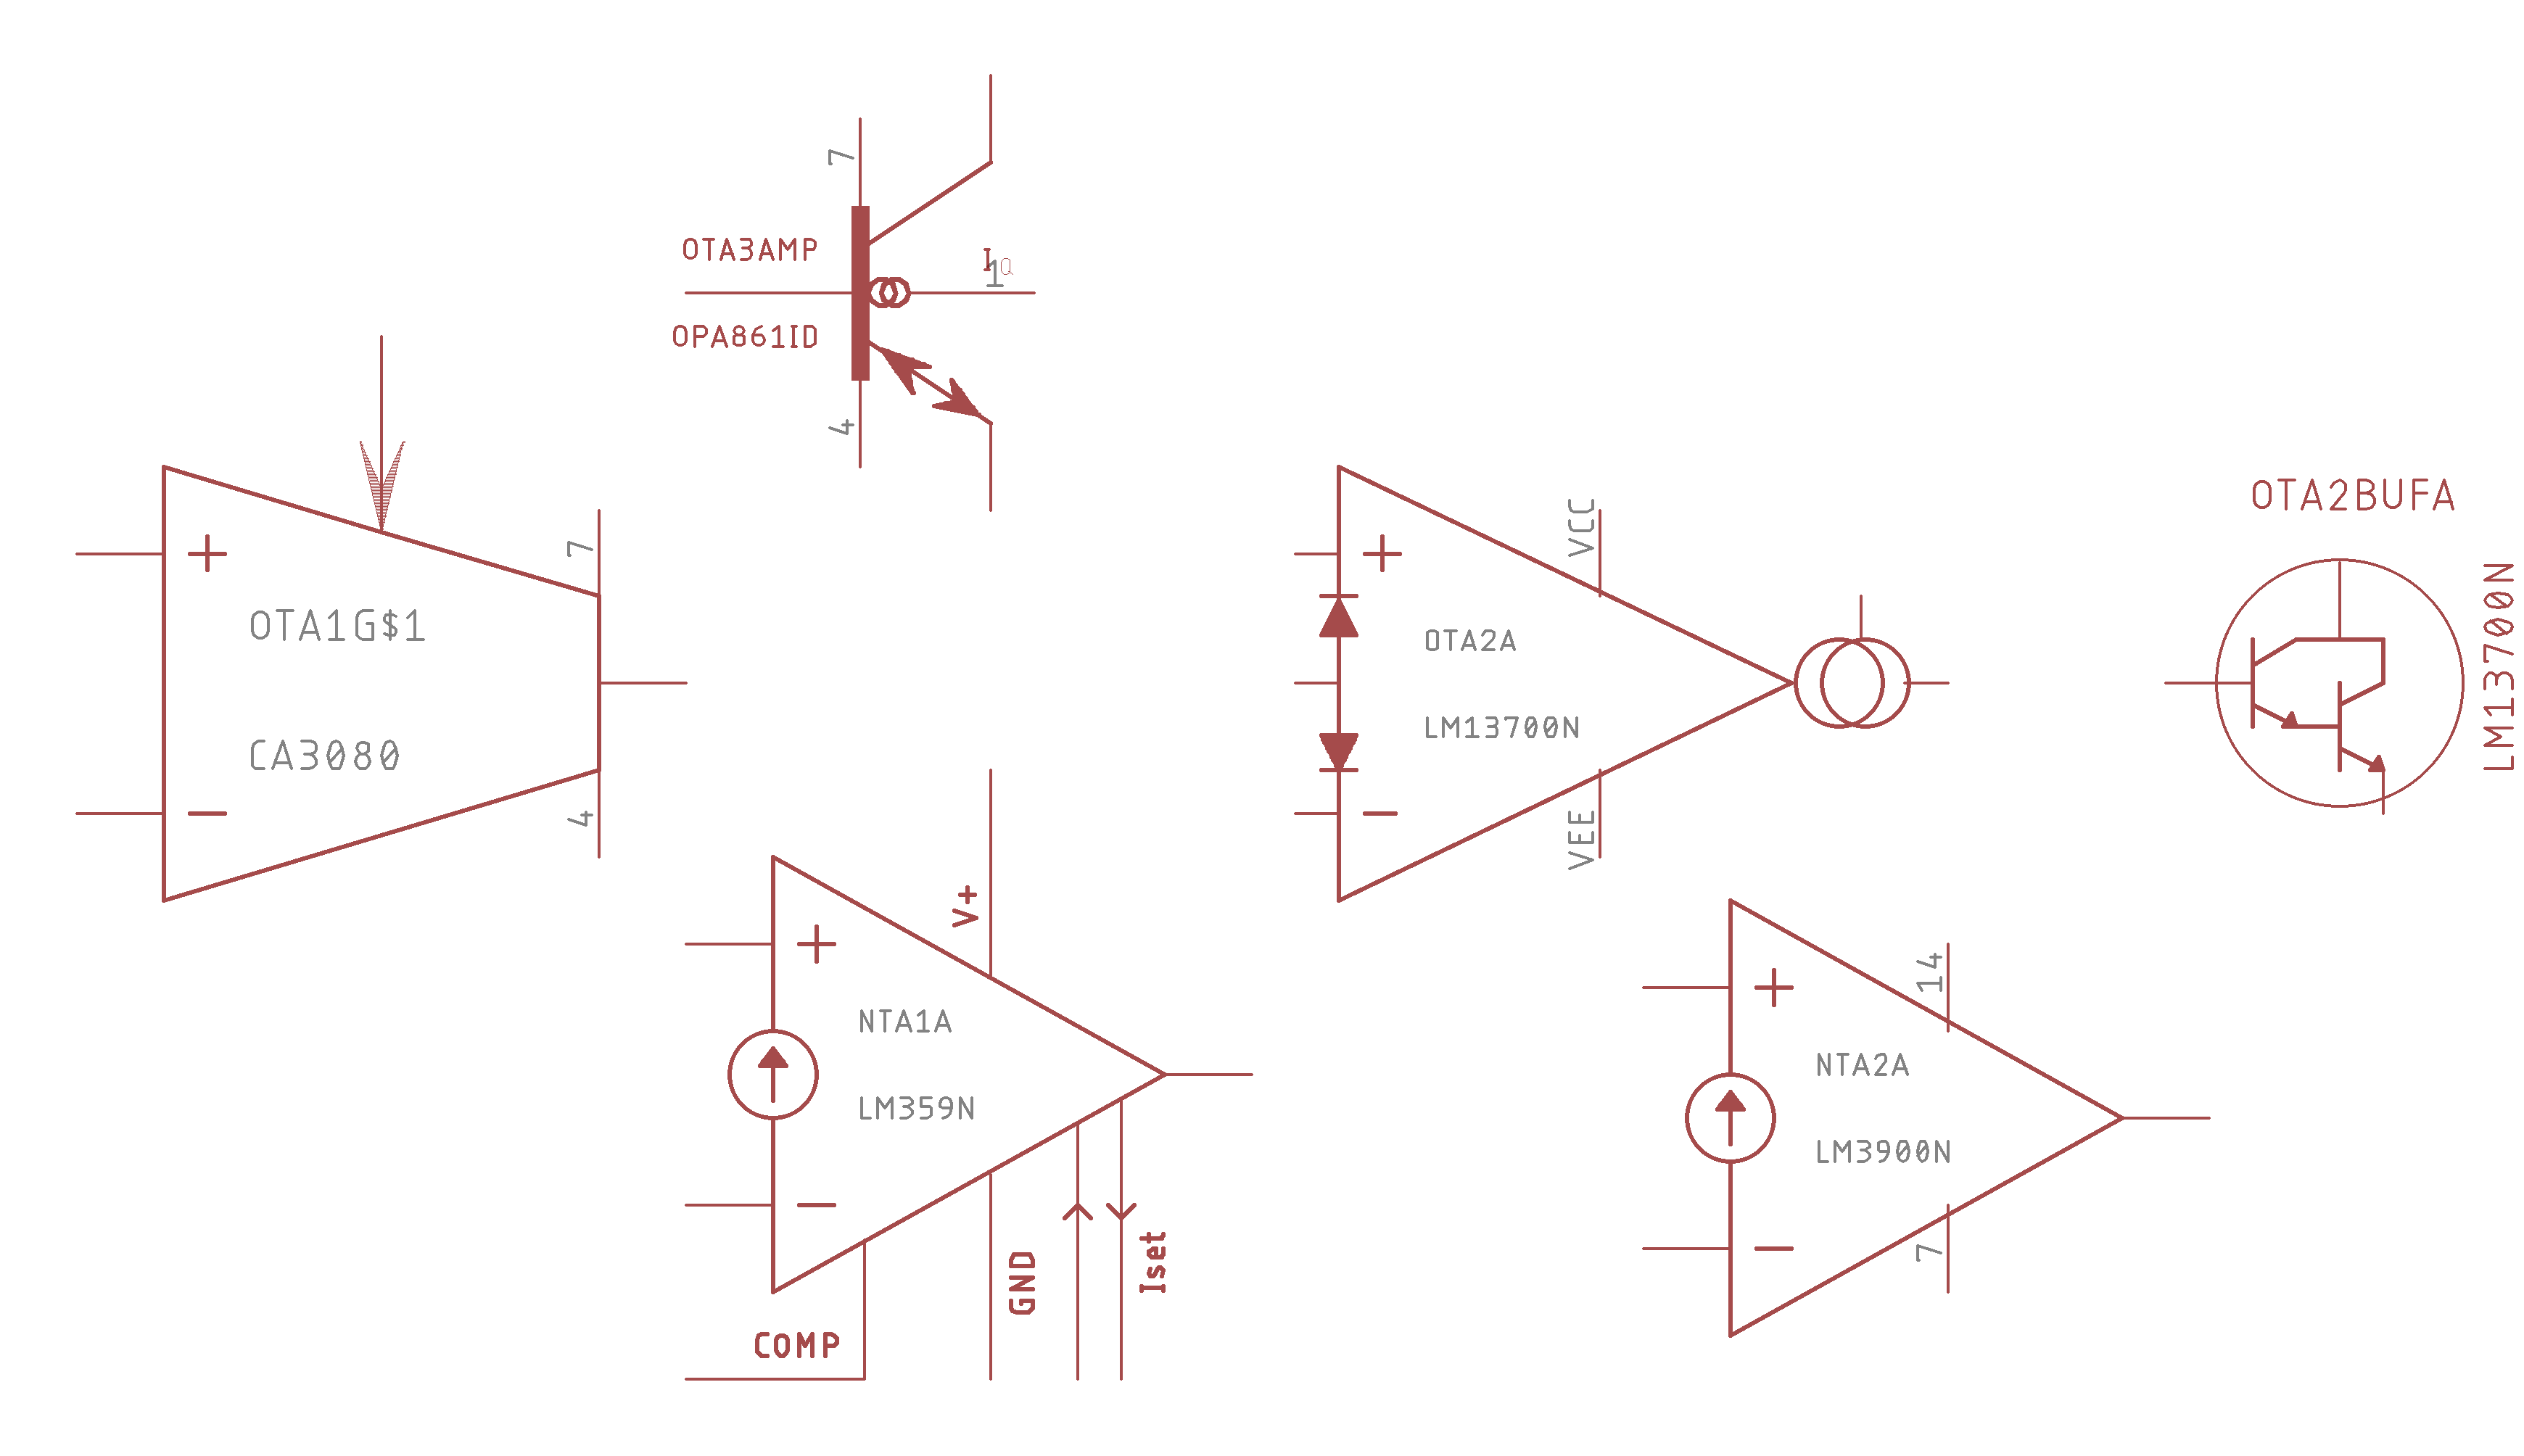 7
OTA3AMP
I Q
1
OPA861ID
4
+
7
OTA1G$1
CA3080
−
4
VCC
+
OTA2A
LM13700N
−
VEE
OTA2BUFA
LM13700N
V+
+
NTA1A
LM359N
−
COMP
GND
Iset
14
+
NTA2A
LM3900N
−
7